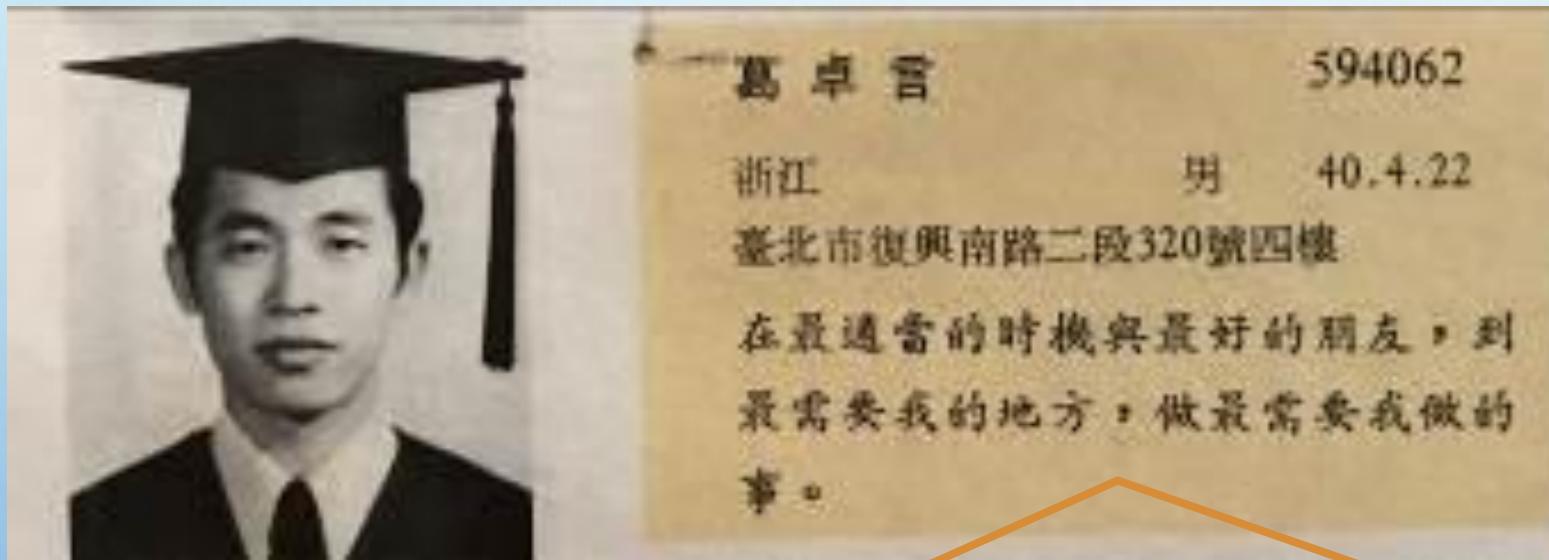 葛卓言 594062
浙江 男 40.4.22
臺北市復興南路二段320號四樓
在最適當的時機與最好的朋友，到
最需要我的地方，做最需要我做的
事。